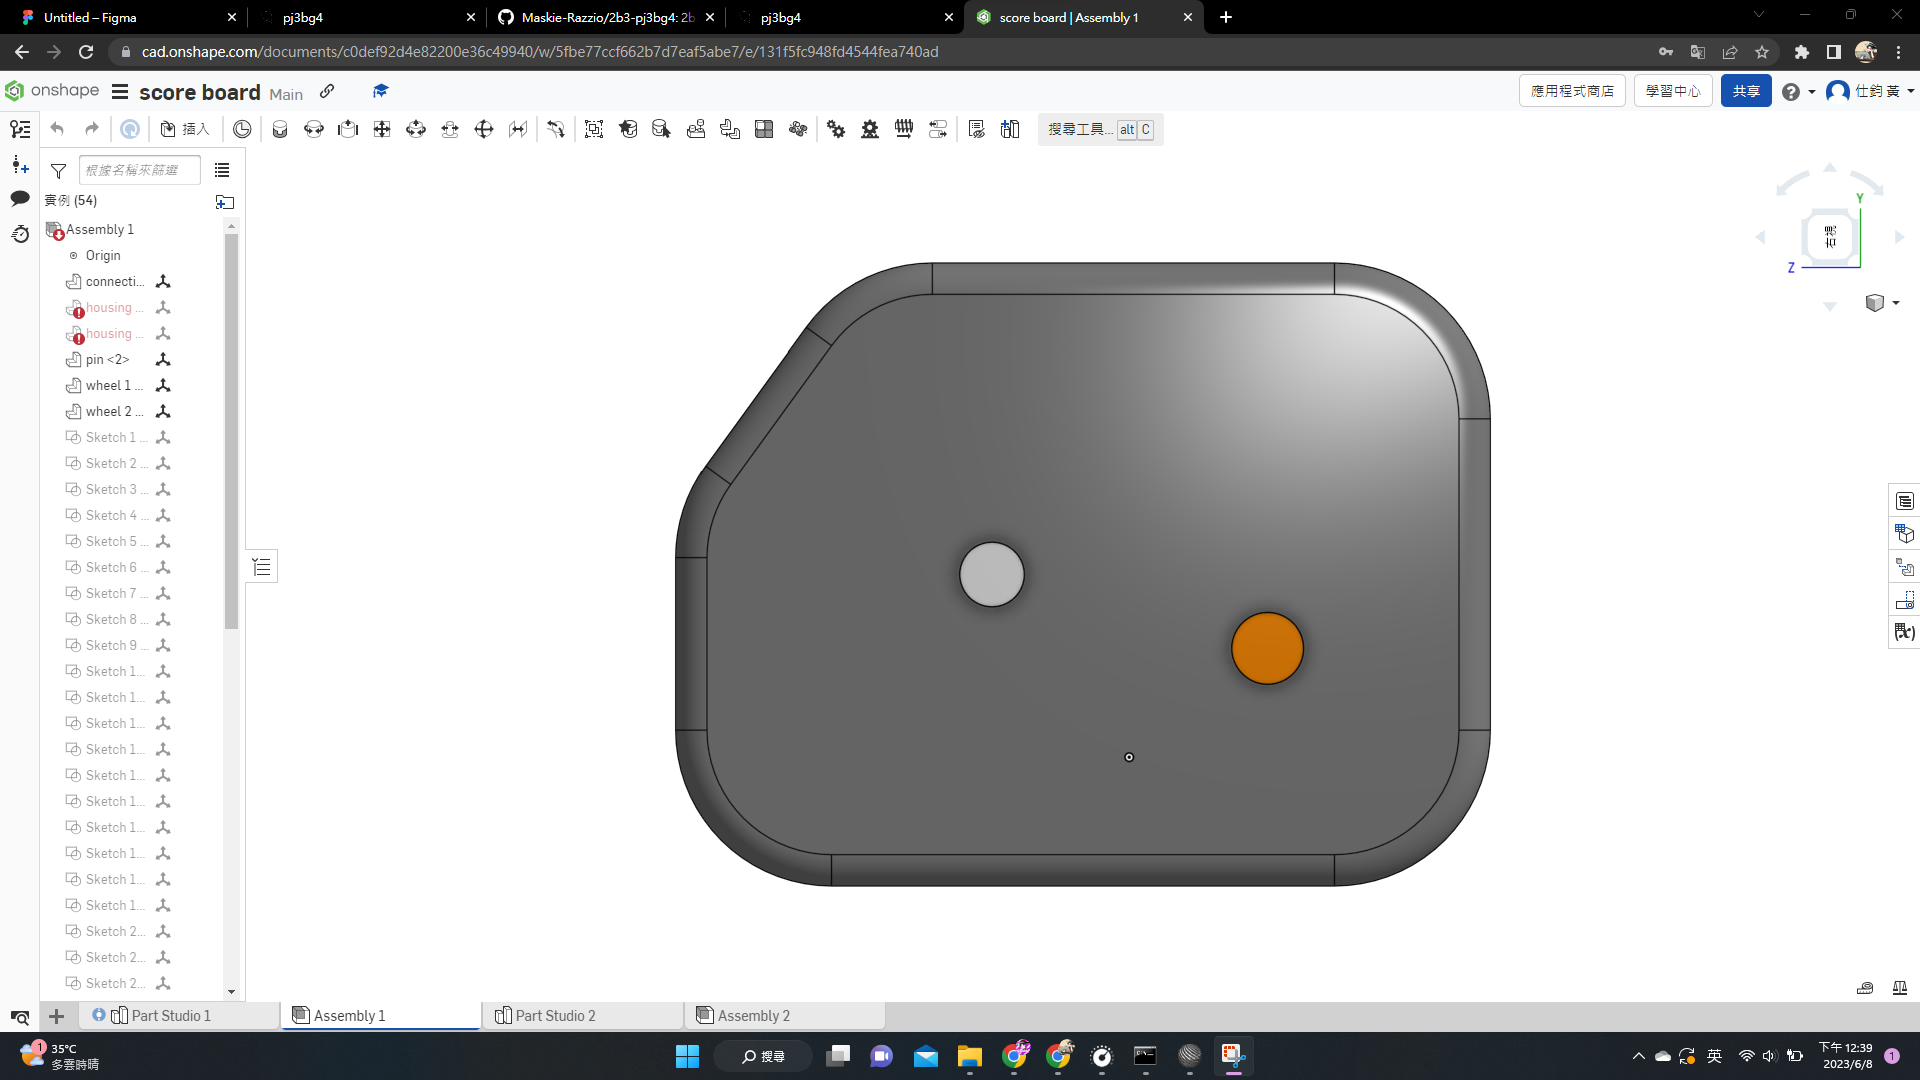 Untitled – Figma
pj3bg4
Maskie-Razzio/2b3-pj3bg4: 2b
pj3bg4
score board | Assembly 1
cad.onshape.com/documents/c0def92d4e82200e36c49940/w/5fbe77ccf662b7d7eaf5abe7/e/131f5fc948fd4544fea740ad
onshape
score board Main
應用程式商店
學習中心
共享
仕鈞 黃
插入
搜尋工具... alt C
根據名稱來篩選
實例 (54)
Assembly 1
Origin
connecti...
housing ...
housing ...
pin <2>
wheel 1 ...
wheel 2 ...
Sketch 1 ...
Sketch 2 ...
Sketch 3 ...
Sketch 4 ...
Sketch 5 ...
Sketch 6 ...
Sketch 7 ...
Sketch 8 ...
Sketch 9 ...
Sketch 1...
Sketch 1...
Sketch 1...
Sketch 1...
Sketch 1...
Sketch 1...
Sketch 1...
Sketch 1...
Sketch 1...
Sketch 1...
Sketch 2...
Sketch 2...
Sketch 2...
Y
右視
Z
Part Studio 1
Assembly 1
Part Studio 2
Assembly 2
1
35°C
多雲時晴
搜尋
英
下午 12:39
2023/6/8
1